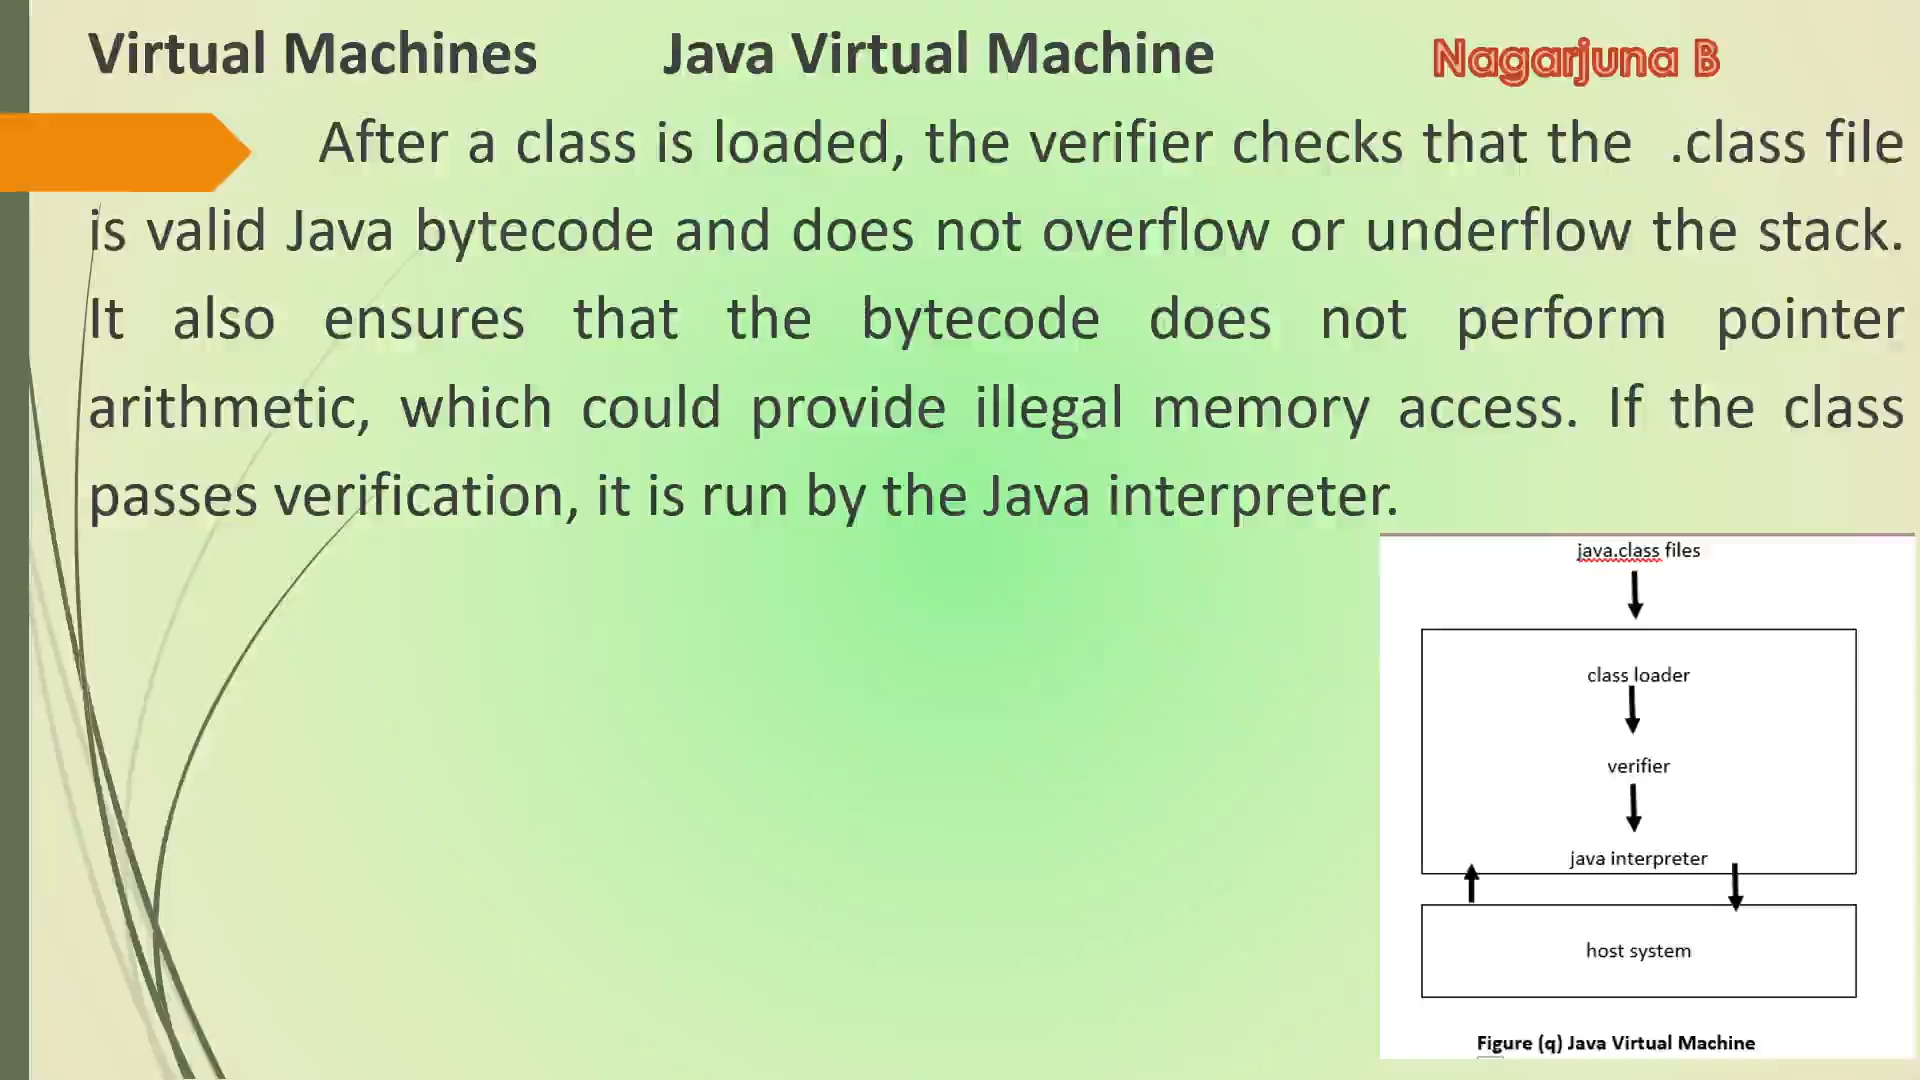 Virtual Machines Java Virtual Machine Nagarjuna B
After a class is loaded, the verifier checks that the .class file
is valid Java bytecode and does not overflow or underflow the stack.
It also ensures that the bytecode does not perform pointer
arithmetic, which could provide illegal memory access. If the class
passes verification, it is run by the Java interpreter.
java.class files
class loader
verifier
java interpreter
host system
Figure (q) Java Virtual Machine